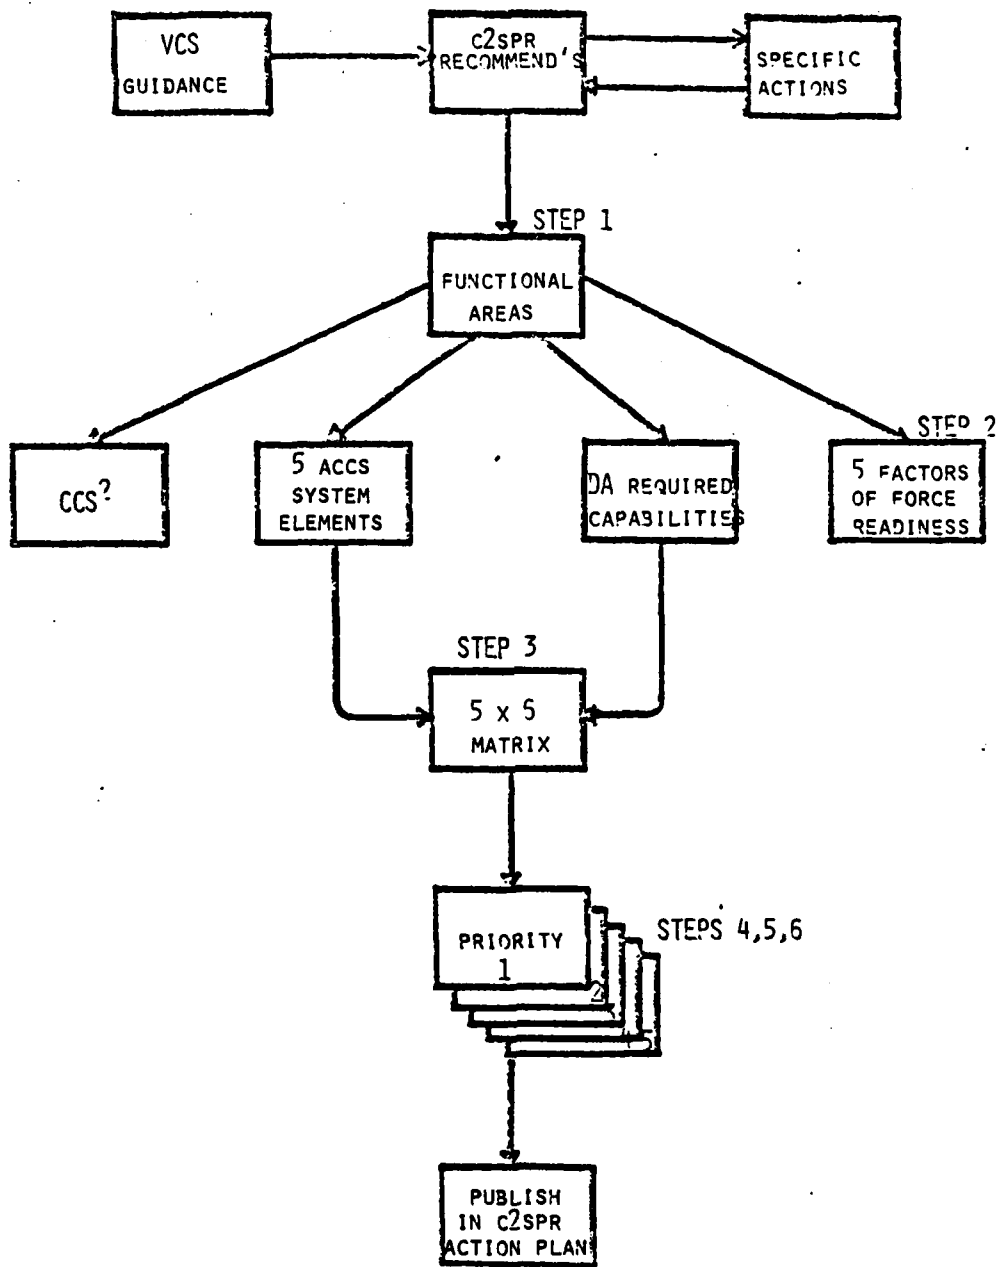 VCS
GUIDANCE
C2SPR
RECOMMEND'S
SPECIFIC
ACTIONS
STEP 1
FUNCTIONAL
AREAS
STEP 2
CCS?
5 ACCS
SYSTEM
ELEMENTS
DA REQUIRED
CAPABILITIES
5 FACTORS
OF FORCE
READINESS
STEP 3
5 x 6
MATRIX
STEPS 4,5,6
PRIORITY
1
2
5
PUBLISH
IN C2SPR
ACTION PLAN